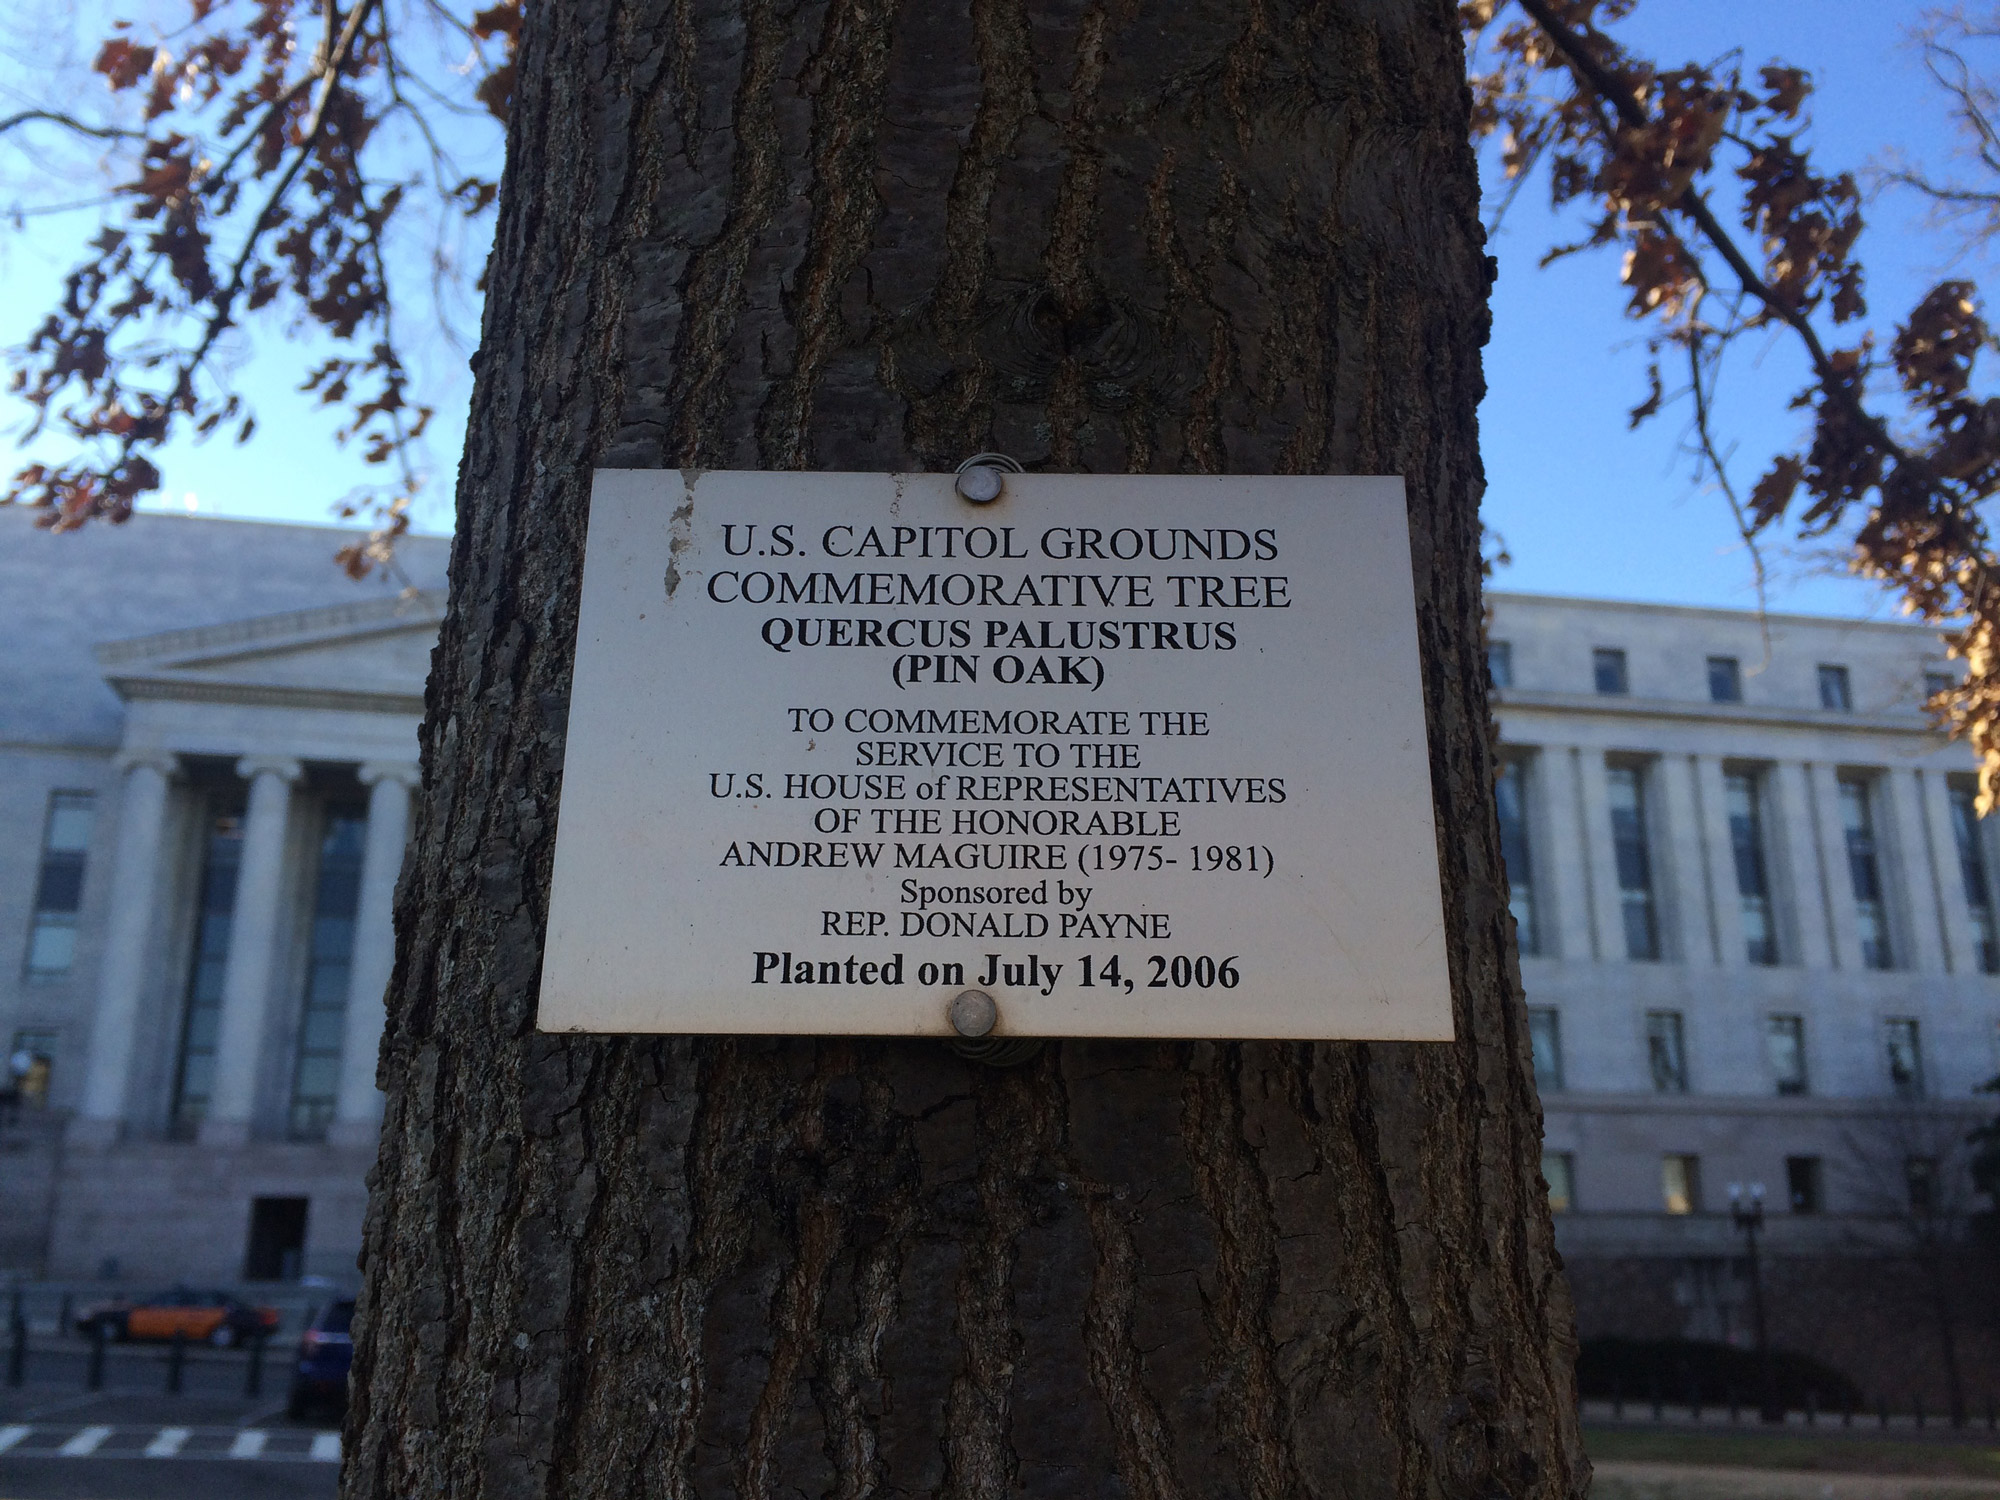 U.S. CAPITOL GROUNDS
COMMEMORATIVE TREE
QUERCUS PALUSTRUS
(PIN OAK)
TO COMMEMORATE THE
SERVICE TO THE
U.S. HOUSE of REPRESENTATIVES
OF THE HONORABLE
ANDREW MAGUIRE (1975- 1981)
Sponsored by
REP. DONALD PAYNE
Planted on July 14, 2006